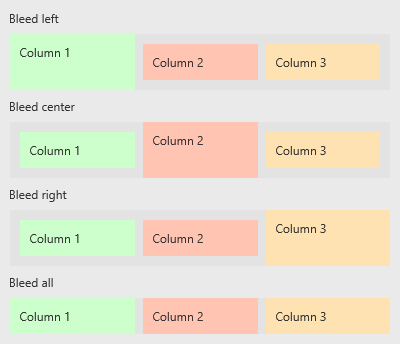 Bleed left
Column 1
Column 2
Column 3
Bleed center
Column 1
Column 2
Column 3
Bleed right
Column 1
Column 2
Column 3
Bleed all
Column 1
Column 2
Column 3